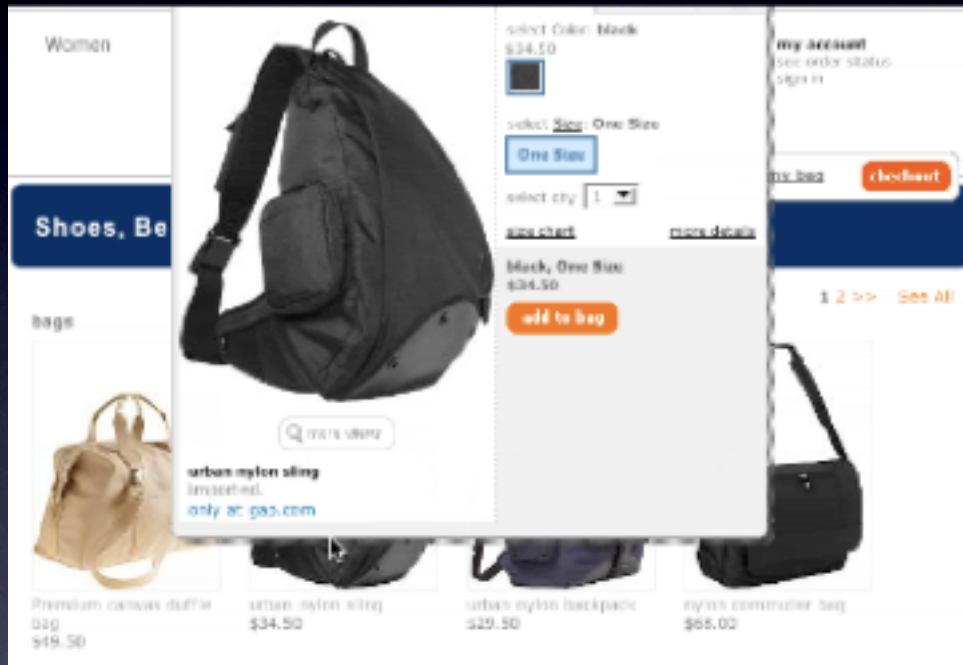 Women
select Color: black
$34.50
my account
see order status
sign in
select Size: One Size
One Size
my bag
checkout
select qty 1
size chart
more details
Shoes, Be
black, One Size
$34.50
add to bag
1 2 >> See All
bags
more views
urban nylon sling
imported.
only at gap.com
Premium canvas duffle
bag
$49.50
urban nylon sling
$34.50
urban nylon backpack
$29.50
nylon commuter bag
$68.00